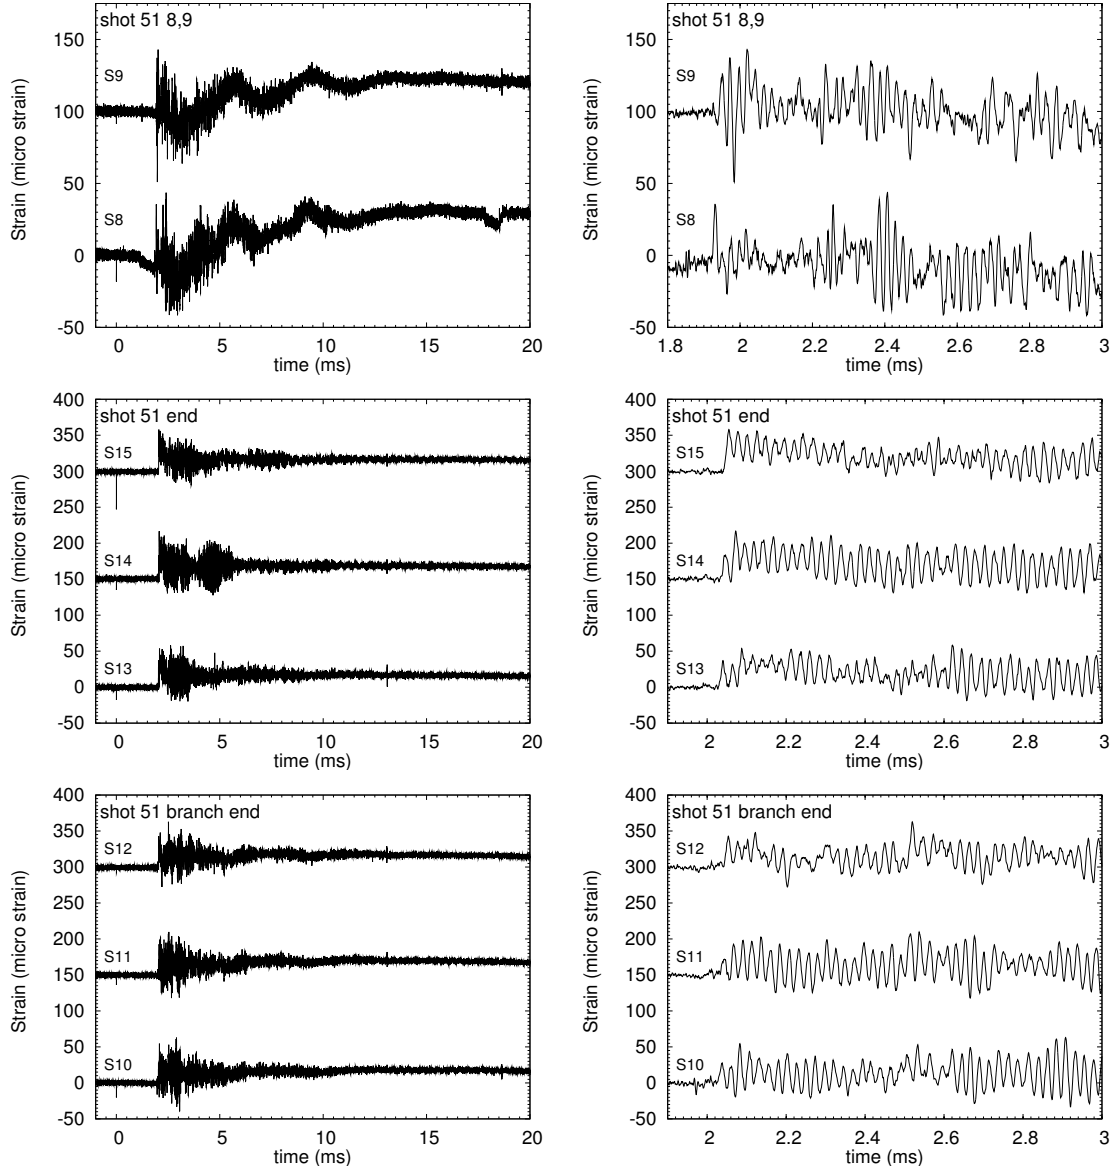 shot 51 8,9
S9
S8
Strain (micro strain)
150
100
50
0
-50
0 5 10 15 20
time (ms)
shot 51 8,9
S9
S8
Strain (micro strain)
150
100
50
0
-50
1.8 2 2.2 2.4 2.6 2.8 3
time (ms)
shot 51 end
S15
S14
S13
Strain (micro strain)
400
350
300
250
200
150
100
50
0
-50
0 5 10 15 20
time (ms)
shot 51 end
S15
S14
S13
Strain (micro strain)
400
350
300
250
200
150
100
50
0
-50
2 2.2 2.4 2.6 2.8 3
time (ms)
shot 51 branch end
S12
S11
S10
Strain (micro strain)
400
350
300
250
200
150
100
50
0
-50
0 5 10 15 20
time (ms)
shot 51 branch end
S12
S11
S10
Strain (micro strain)
400
350
300
250
200
150
100
50
0
-50
2 2.2 2.4 2.6 2.8 3
time (ms)